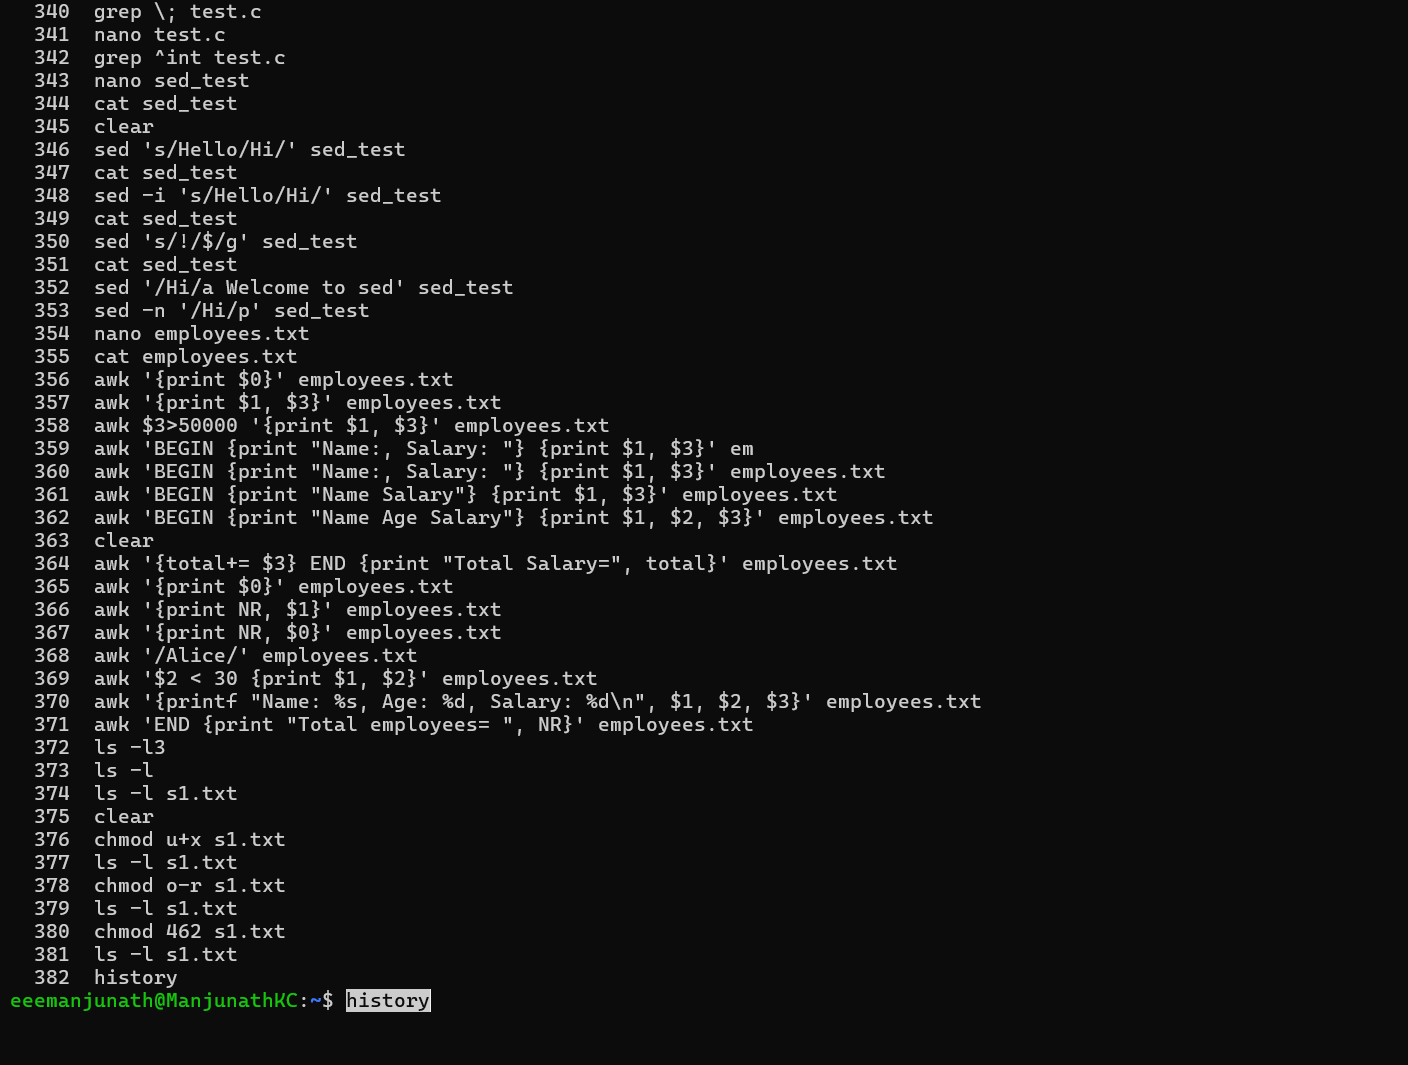 340  grep \; test.c
341  nano test.c
342  grep ^int test.c
343  nano sed_test
344  cat sed_test
345  clear
346  sed 's/Hello/Hi/' sed_test
347  cat sed_test
348  sed -i 's/Hello/Hi/' sed_test
349  cat sed_test
350  sed 's/!/$/g' sed_test
351  cat sed_test
352  sed '/Hi/a Welcome to sed' sed_test
353  sed -n '/Hi/p' sed_test
354  nano employees.txt
355  cat employees.txt
356  awk '{print $0}' employees.txt
357  awk '{print $1, $3}' employees.txt
358  awk $3>50000 '{print $1, $3}' employees.txt
359  awk 'BEGIN {print "Name:, Salary: "} {print $1, $3}' em
360  awk 'BEGIN {print "Name:, Salary: "} {print $1, $3}' employees.txt
361  awk 'BEGIN {print "Name Salary"} {print $1, $3}' employees.txt
362  awk 'BEGIN {print "Name Age Salary"} {print $1, $2, $3}' employees.txt
363  clear
364  awk '{total+= $3} END {print "Total Salary=", total}' employees.txt
365  awk '{print $0}' employees.txt
366  awk '{print NR, $1}' employees.txt
367  awk '{print NR, $0}' employees.txt
368  awk '/Alice/' employees.txt
369  awk '$2 < 30 {print $1, $2}' employees.txt
370  awk '{printf "Name: %s, Age: %d, Salary: %d\n", $1, $2, $3}' employees.txt
371  awk 'END {print "Total employees= ", NR}' employees.txt
372  ls -l3
373  ls -l
374  ls -l s1.txt
375  clear
376  chmod u+x s1.txt
377  ls -l s1.txt
378  chmod o-r s1.txt
379  ls -l s1.txt
380  chmod 462 s1.txt
381  ls -l s1.txt
382  history
eeemanjunath@ManjunathKC:~$ history